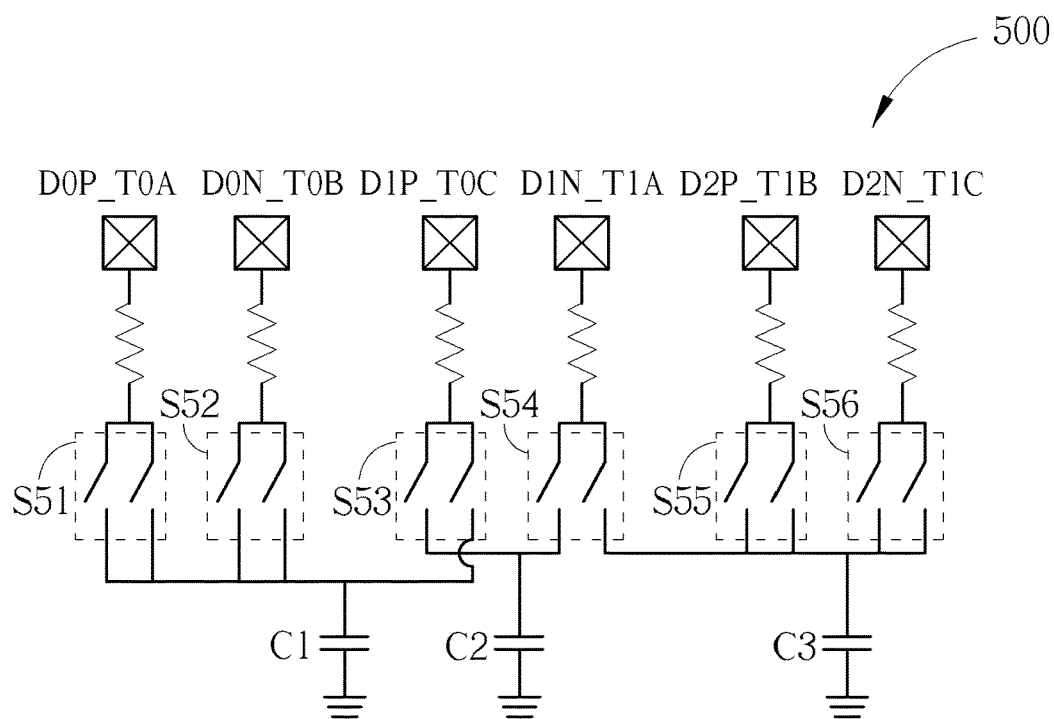 500
D0P_T0A D0N_T0B D1P_T0C D1N_T1A D2P_T1B D2N_T1C
S52 S54 S56
S51 S53 S55
C1 C2 C3